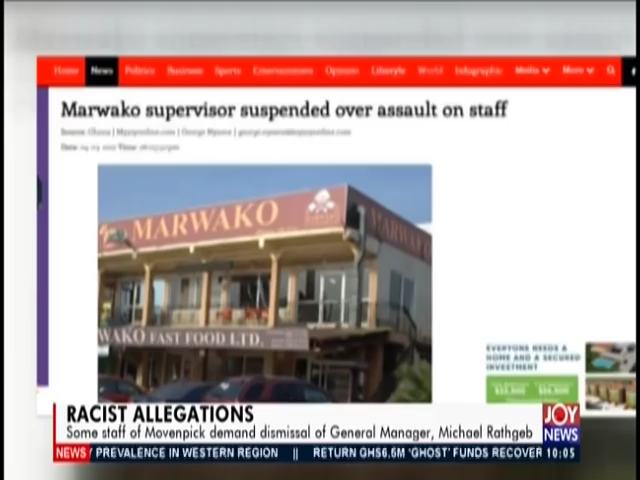 Home News Politics Business Sports Entertainment Opinion Lifestyle World Infographic Media More
Marwako supervisor suspended over assault on staff
MARWAKO
MARWAKO
WAKO FAST FOOD LTD.
EVERYONE NEEDS A
HOME AND A SECURED
INVESTMENT
RACIST ALLEGATIONS
Some staff of Movenpick demand dismissal of General Manager, Michael Rathgeb
JOY
NEWS
NEWS PREVALENCE IN WESTERN REGION || RETURN GHS6.6M 'GHOST' FUNDS RECOVER 10:05